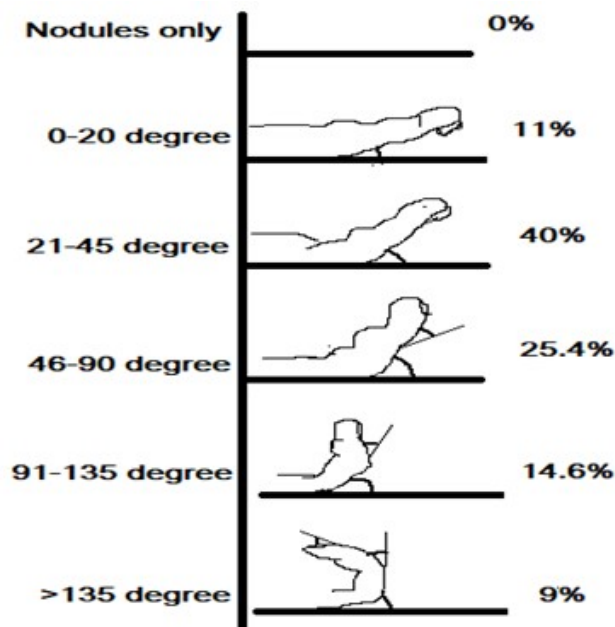 Nodules only 0%
0-20 degree 11%
21-45 degree 40%
46-90 degree 25.4%
91-135 degree 14.6%
>135 degree 9%